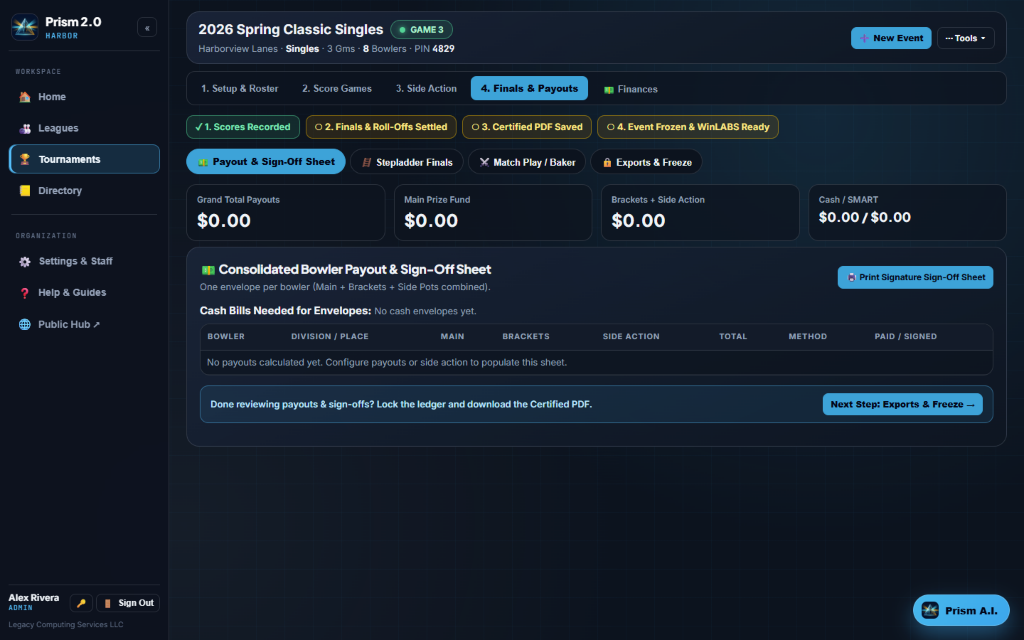 Prism 2.0
HARBOR
«
WORKSPACE
Home
Leagues
Tournaments
Directory
ORGANIZATION
Settings & Staff
Help & Guides
Public Hub ↗
Alex Rivera
ADMIN
Sign Out
Legacy Computing Services LLC
2026 Spring Classic Singles
GAME 3
Harborview Lanes · Singles · 3 Gms · 8 Bowlers · PIN 4829
New Event
··· Tools
1. Setup & Roster
2. Score Games
3. Side Action
4. Finals & Payouts
Finances
✓ 1. Scores Recorded
○ 2. Finals & Roll-Offs Settled
○ 3. Certified PDF Saved
○ 4. Event Frozen & WinLABS Ready
Payout & Sign-Off Sheet
Stepladder Finals
Match Play / Baker
Exports & Freeze
Grand Total Payouts
$0.00
Main Prize Fund
$0.00
Brackets + Side Action
$0.00
Cash / SMART
$0.00 / $0.00
Consolidated Bowler Payout & Sign-Off Sheet
One envelope per bowler (Main + Brackets + Side Pots combined).
Print Signature Sign-Off Sheet
Cash Bills Needed for Envelopes: No cash envelopes yet.
BOWLER DIVISION / PLACE MAIN BRACKETS SIDE ACTION TOTAL METHOD PAID / SIGNED
No payouts calculated yet. Configure payouts or side action to populate this sheet.
Done reviewing payouts & sign-offs? Lock the ledger and download the Certified PDF.
Next Step: Exports & Freeze →
Prism A.I.